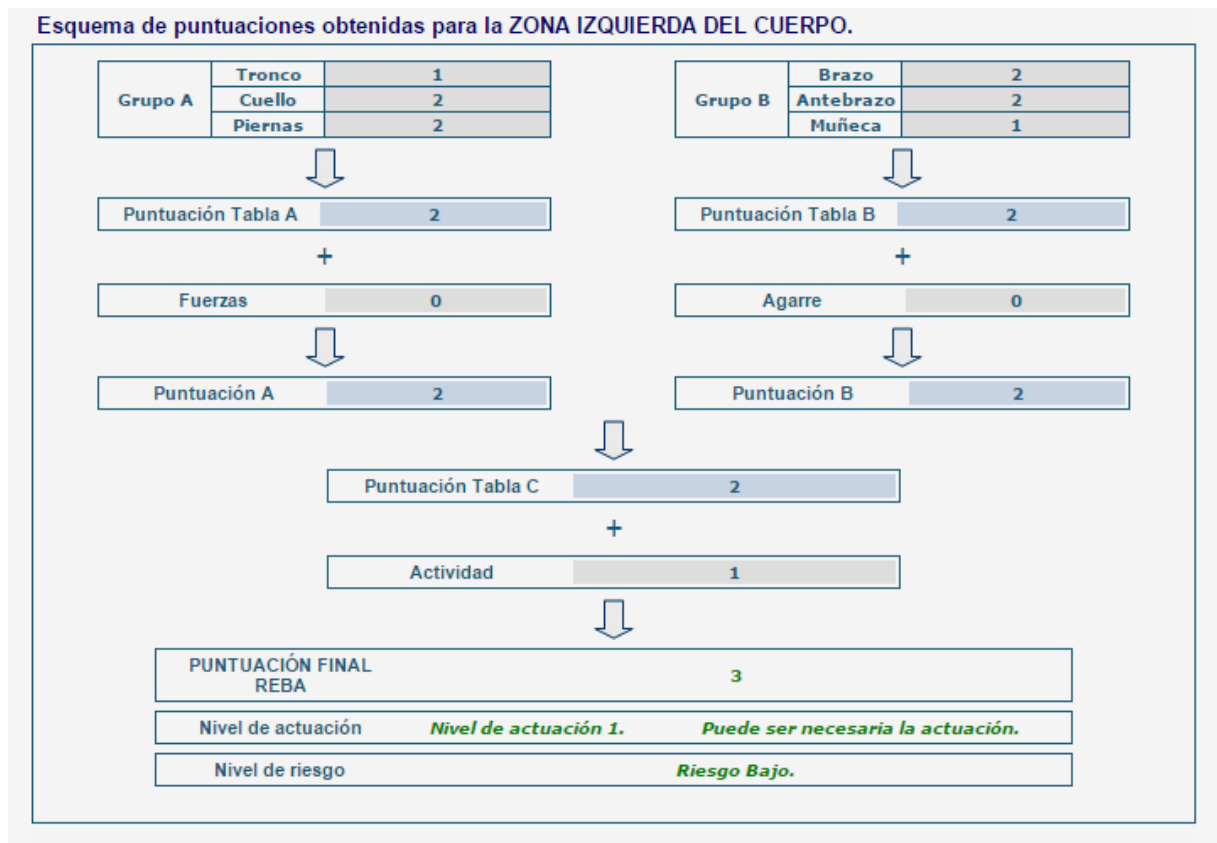 Esquema de puntuaciones obtenidas para la ZONA IZQUIERDA DEL CUERPO.
Grupo A
Tronco 1
Cuello 2
Piernas 2
Grupo B
Brazo 2
Antebrazo 2
Muñeca 1
Puntuación Tabla A 2
Puntuación Tabla B 2
+ +
Fuerzas 0
Agarre 0
Puntuación A 2
Puntuación B 2
Puntuación Tabla C 2
+
Actividad 1
PUNTUACIÓN FINAL
REBA
3
Nivel de actuación Nivel de actuación 1. Puede ser necesaria la actuación.
Nivel de riesgo Riesgo Bajo.